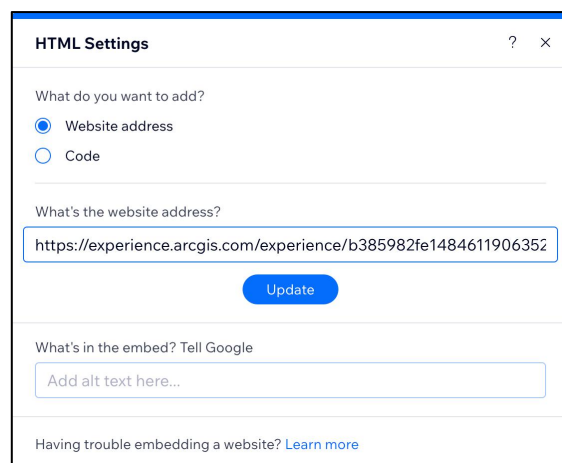 HTML Settings ? ×
What do you want to add?
Website address
Code
What's the website address?
https://experience.arcgis.com/experience/b385982fe1484611906352
Update
What's in the embed? Tell Google
Add alt text here...
Having trouble embedding a website? Learn more